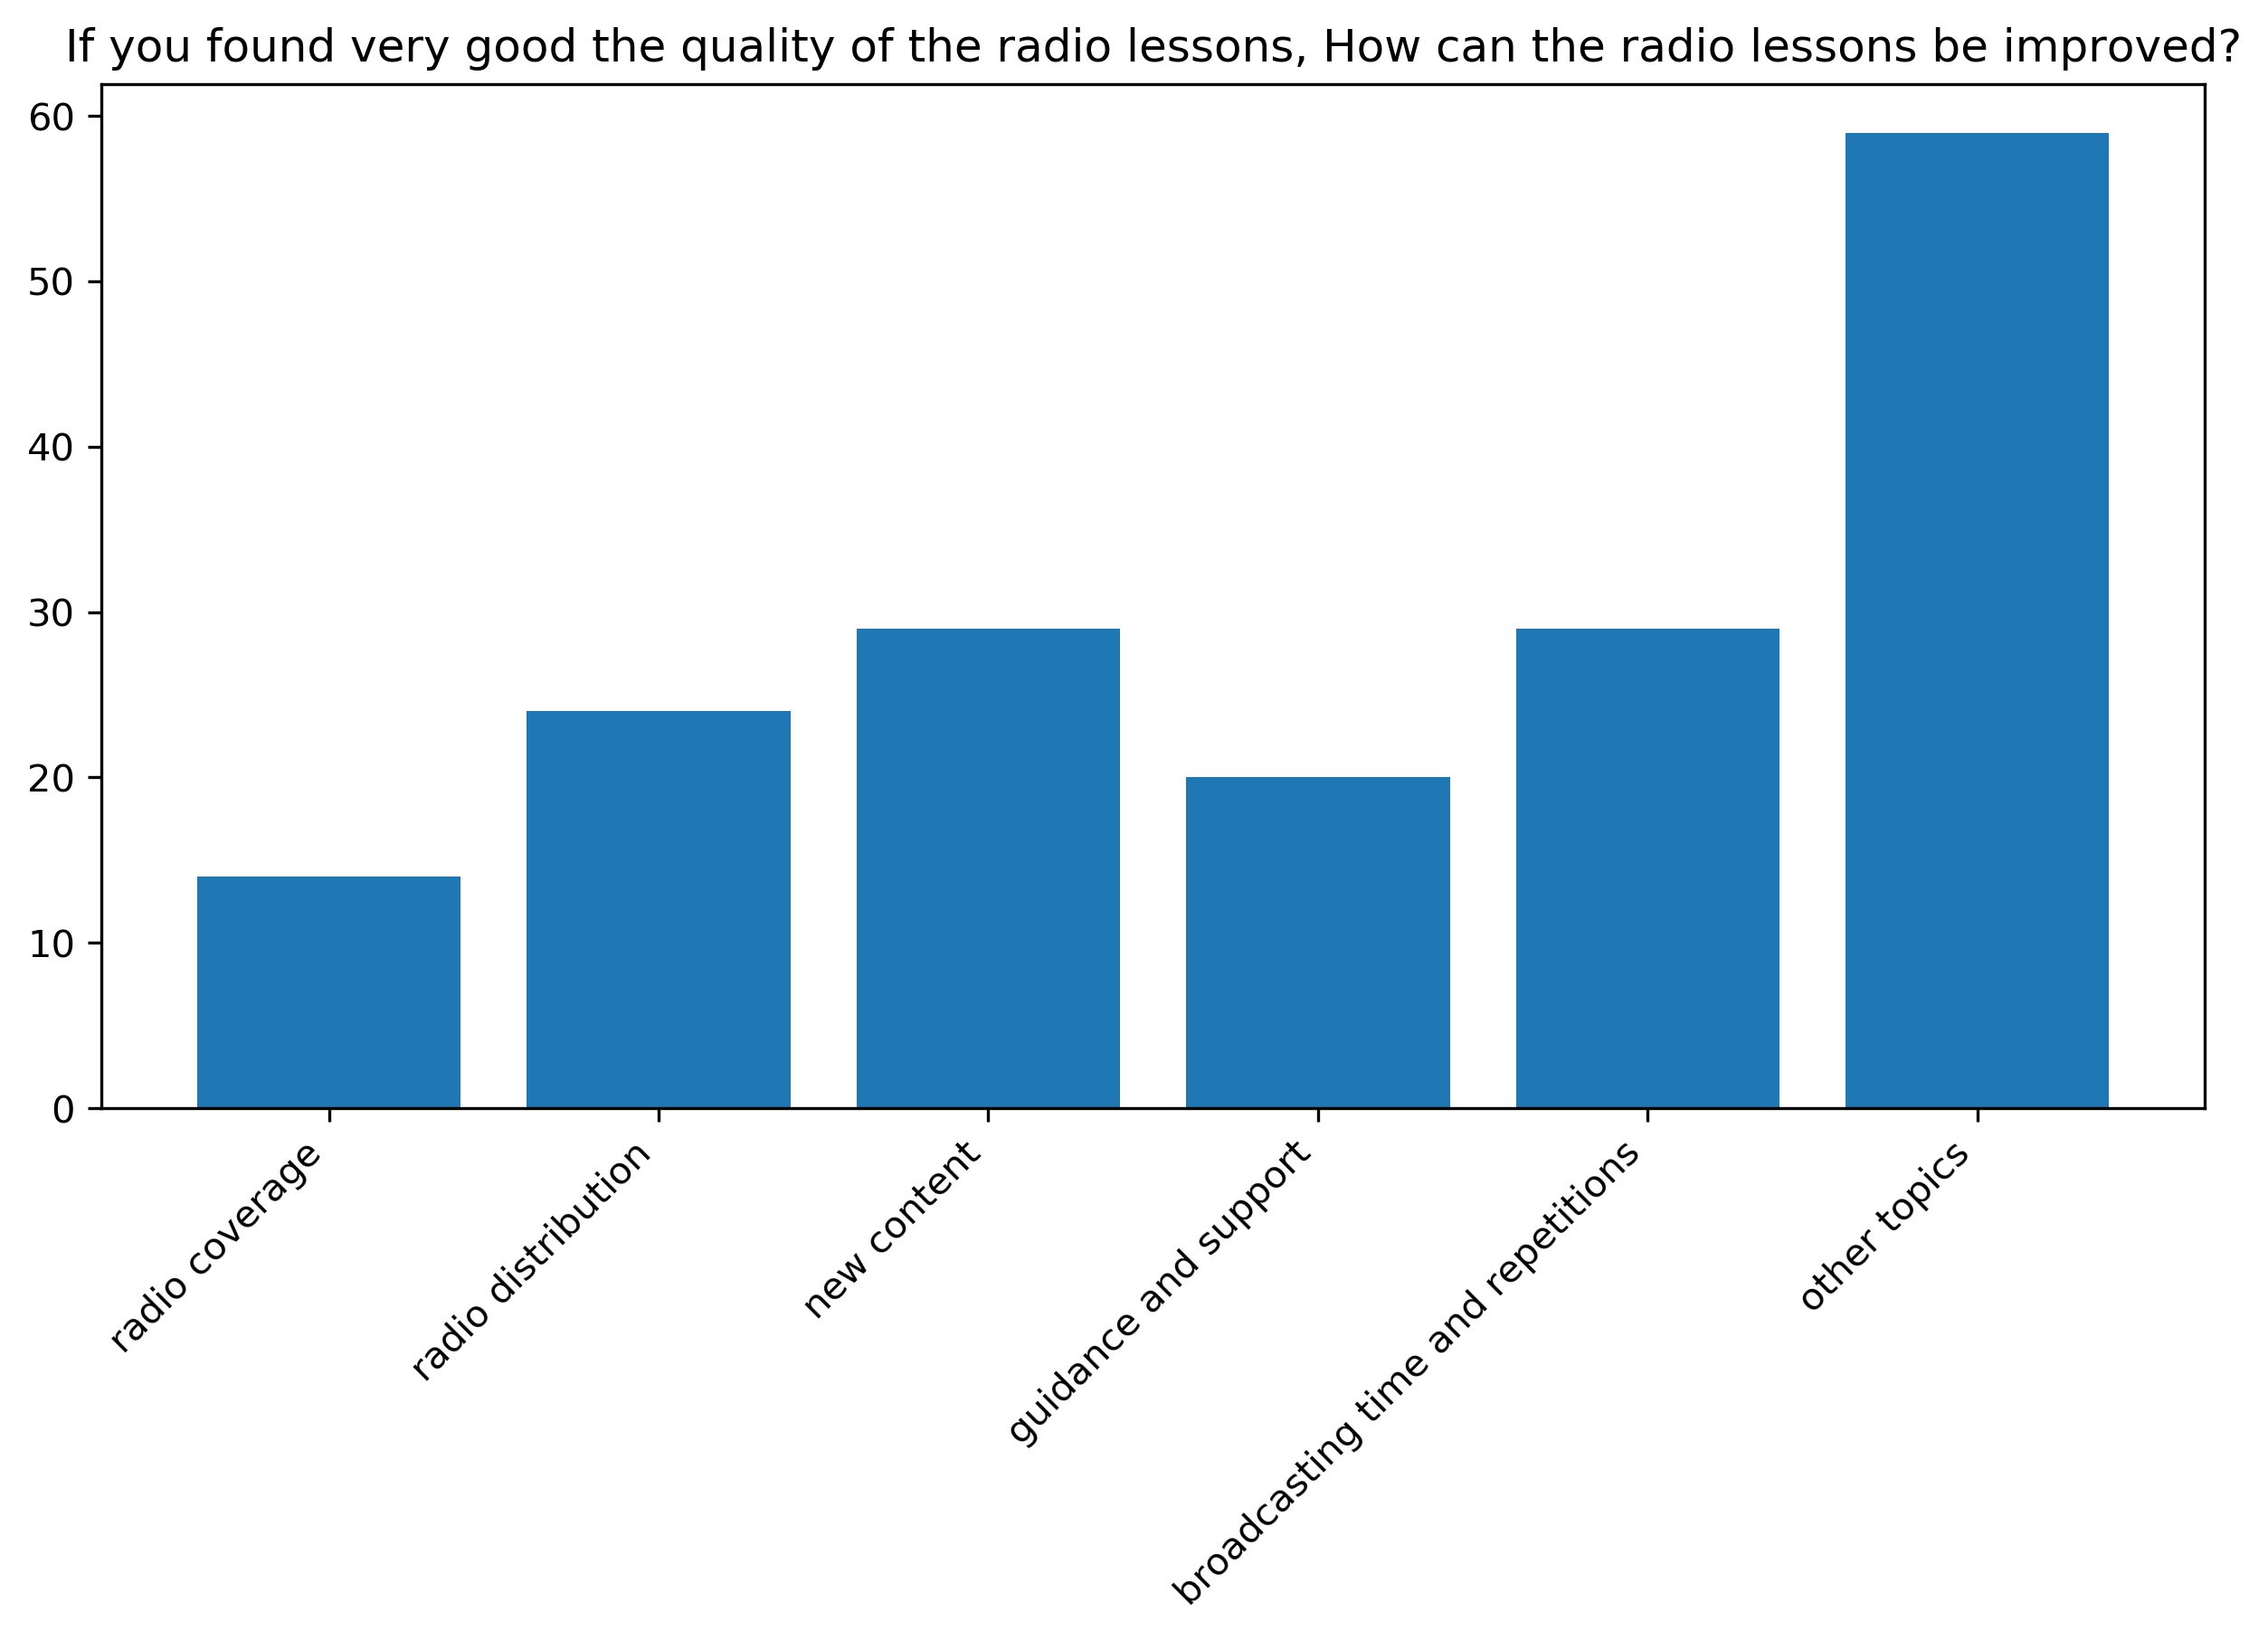 If you found very good the quality of the radio lessons, How can the radio lessons be improved?
60
50
40
30
20
10
0
radio coverage
radio distribution
new content
guidance and support
broadcasting time and repetitions
other topics